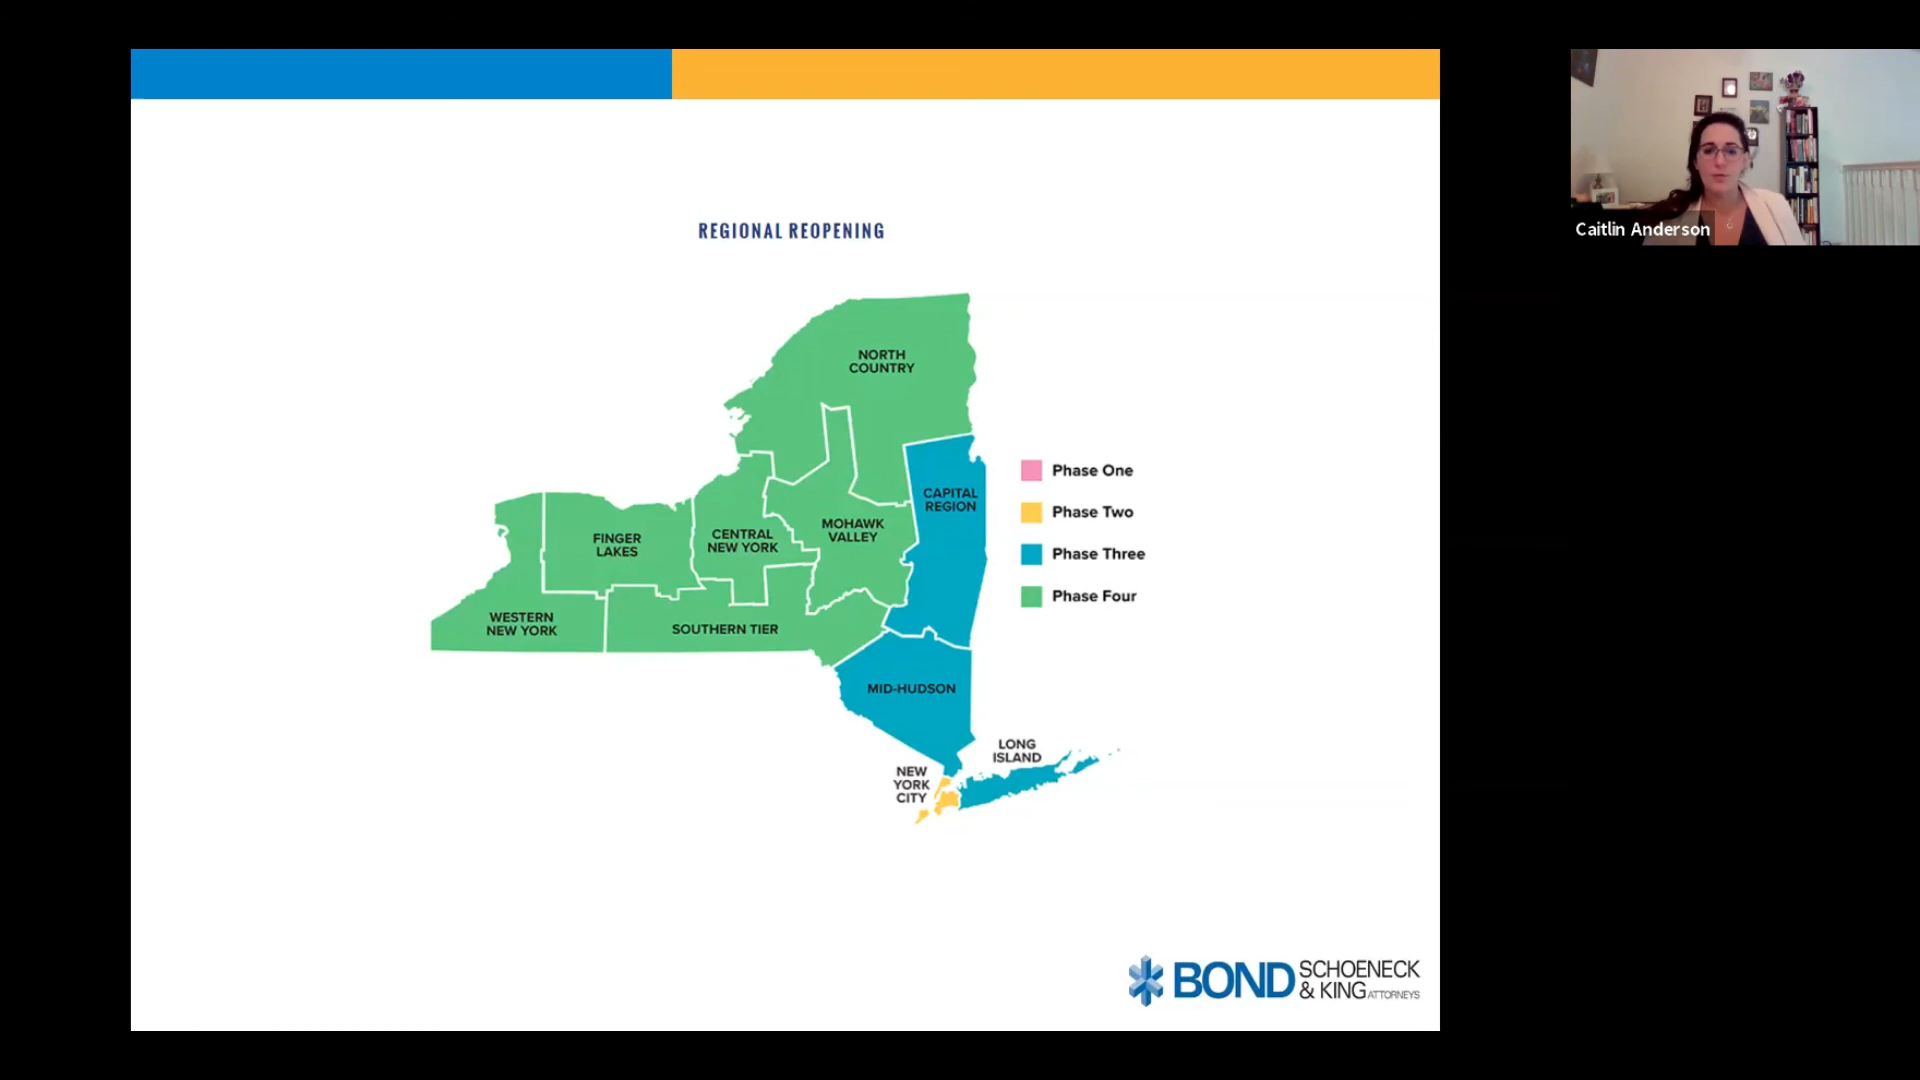 REGIONAL REOPENING
NORTH
COUNTRY
CAPITAL
REGION
Phase One
Phase Two
Phase Three
Phase Four
FINGER
LAKES
CENTRAL
NEW YORK
MOHAWK
VALLEY
WESTERN
NEW YORK
SOUTHERN TIER
MID-HUDSON
LONG
ISLAND
NEW
YORK
CITY
BOND
SCHOENECK
& KING ATTORNEYS
Caitlin Anderson